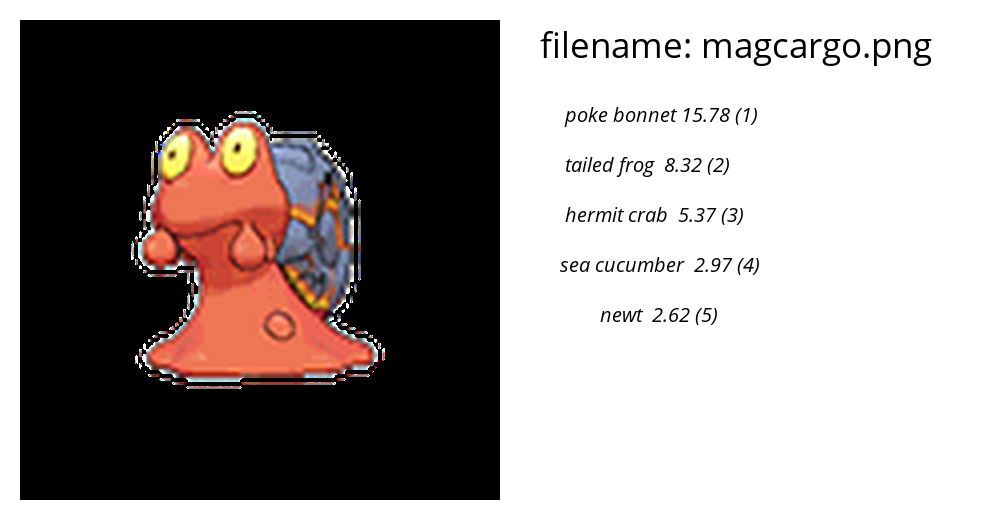 filename: magcargo.png
poke bonnet 15.78 (1)
tailed frog 8.32 (2)
hermit crab 5.37 (3)
sea cucumber 2.97 (4)
newt 2.62 (5)